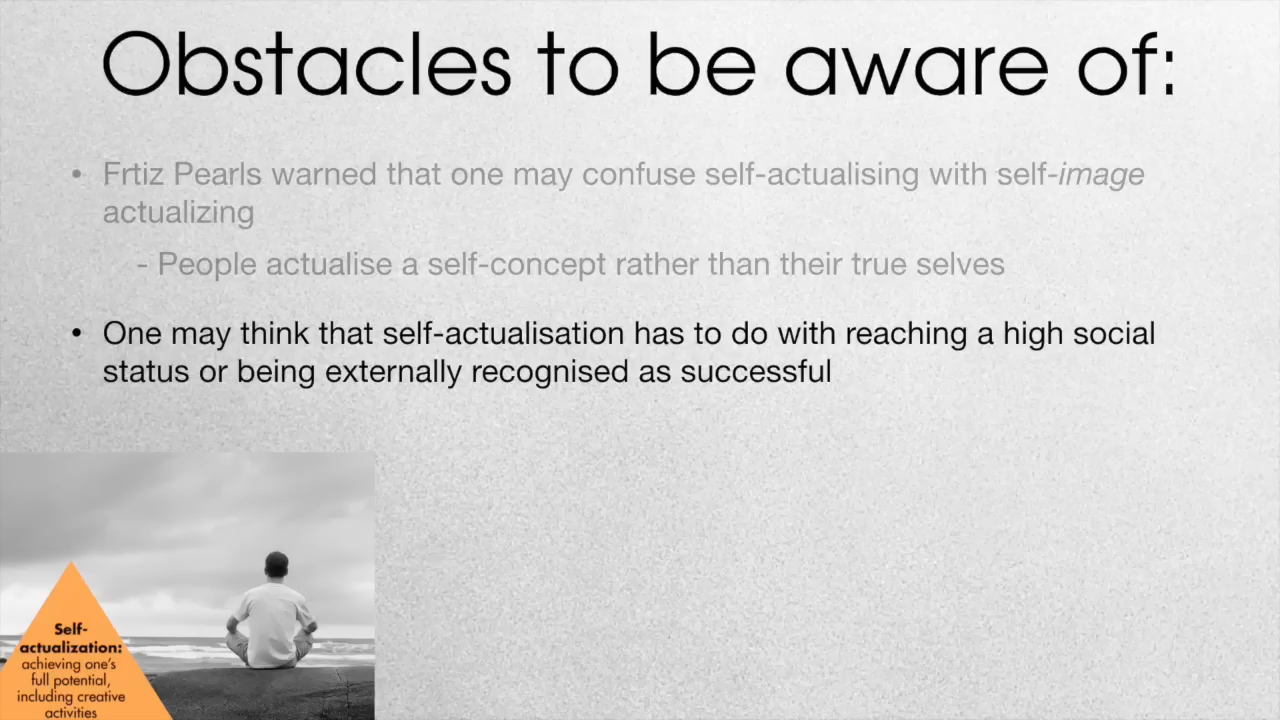 Obstacles to be aware of:
• Frtiz Pearls warned that one may confuse self-actualising with self-image
actualizing
- People actualise a self-concept rather than their true selves
• One may think that self-actualisation has to do with reaching a high social
status or being externally recognised as successful
Self-
actualization:
achieving one's
full potential,
including creative
activities